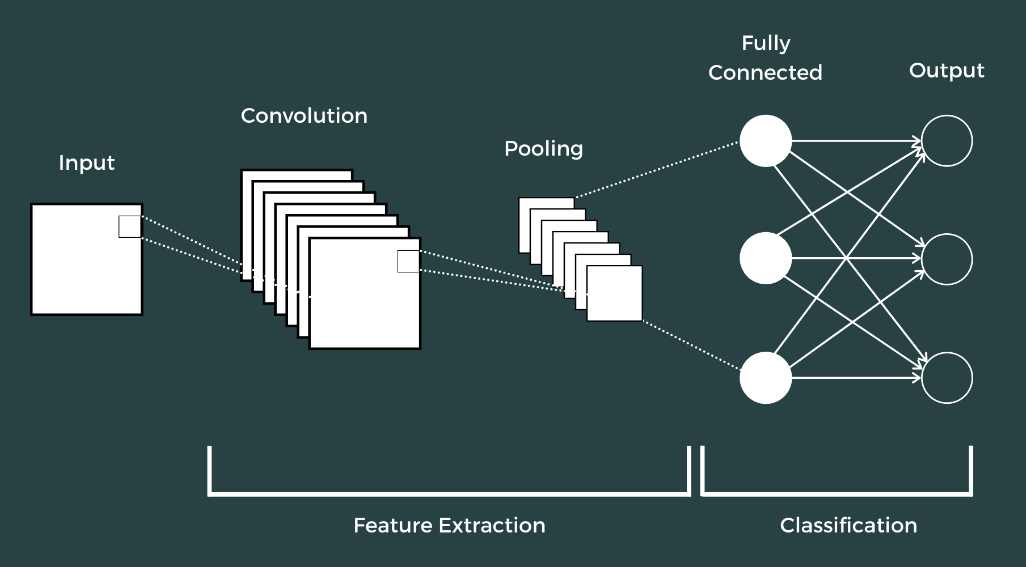 Input
Convolution
Pooling
Fully
Connected
Output
Feature Extraction
Classification